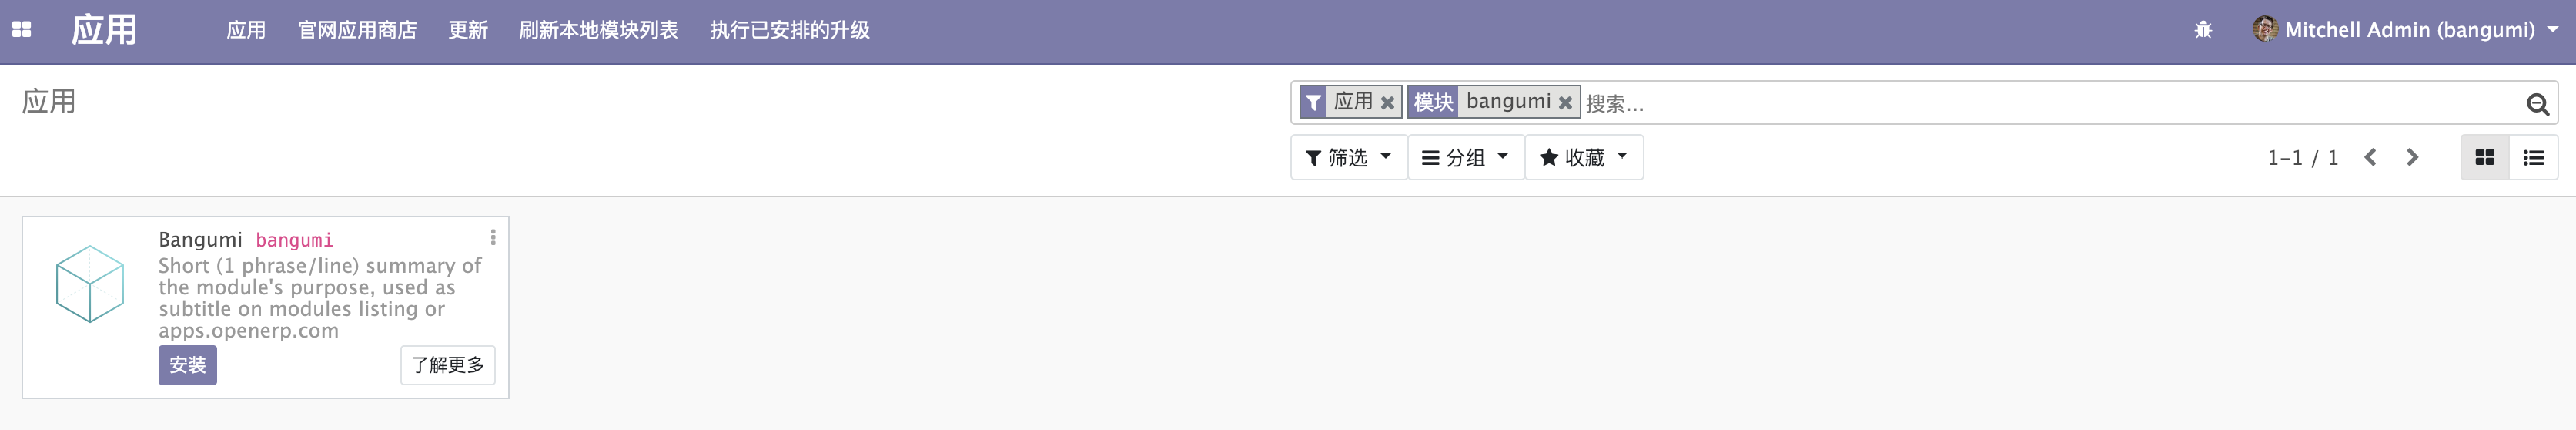 应用 应用 官网应用商店 更新 刷新本地模块列表 执行已安排的升级 Mitchell Admin (bangumi)
应用 应用 模块 bangumi 搜索...
筛选 分组 收藏 1-1 / 1
Bangumi bangumi
Short (1 phrase/line) summary of
the module's purpose, used as
subtitle on modules listing or
apps.openerp.com
安装 了解更多